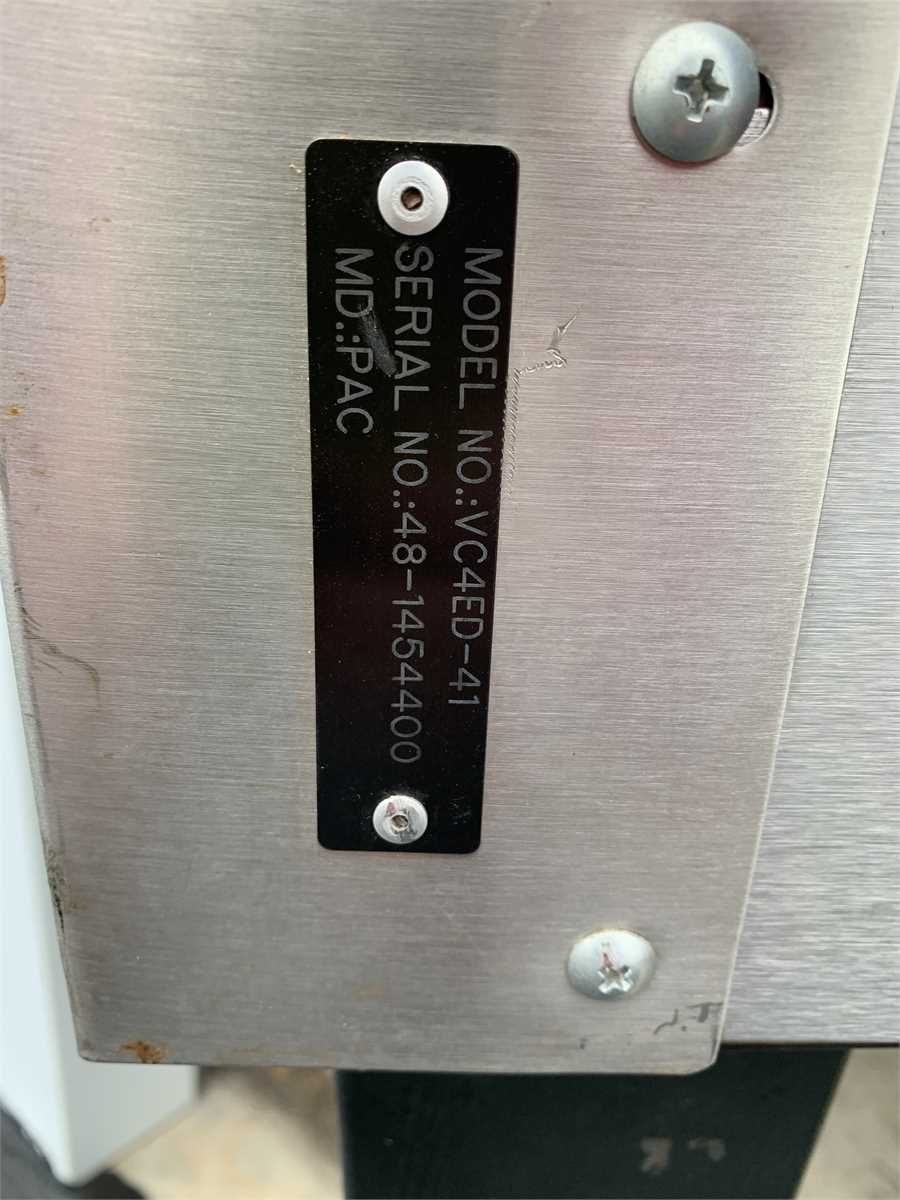 MODEL NO.:VC4ED-41
SERIAL NO.:48-1454400
MD.:PAC